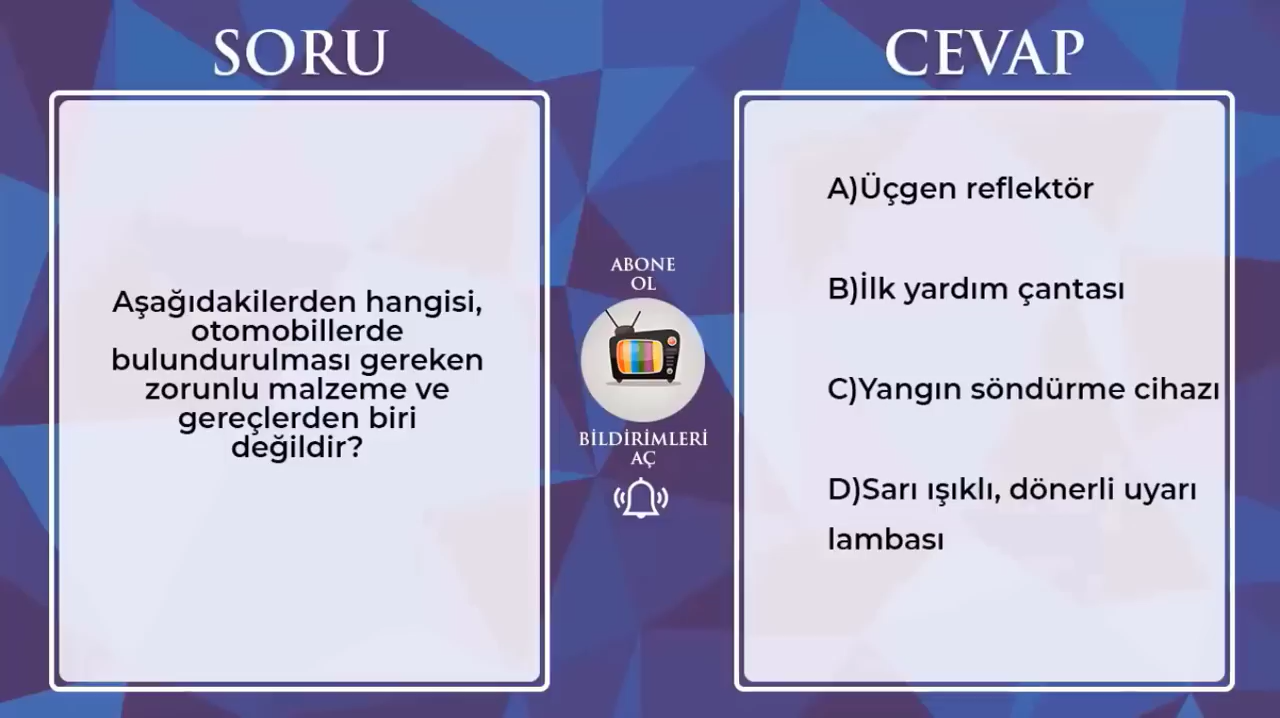 SORU
Aşağıdakilerden hangisi,
otomobillerde
bulundurulması gereken
zorunlu malzeme ve
gereçlerden biri
değildir?
ABONE
OL
BİLDİRİMLERİ
AÇ
CEVAP
A)Üçgen reflektör
B)İlk yardım çantası
C)Yangın söndürme cihazı
D)Sarı ışıklı, dönerli uyarı
lambası